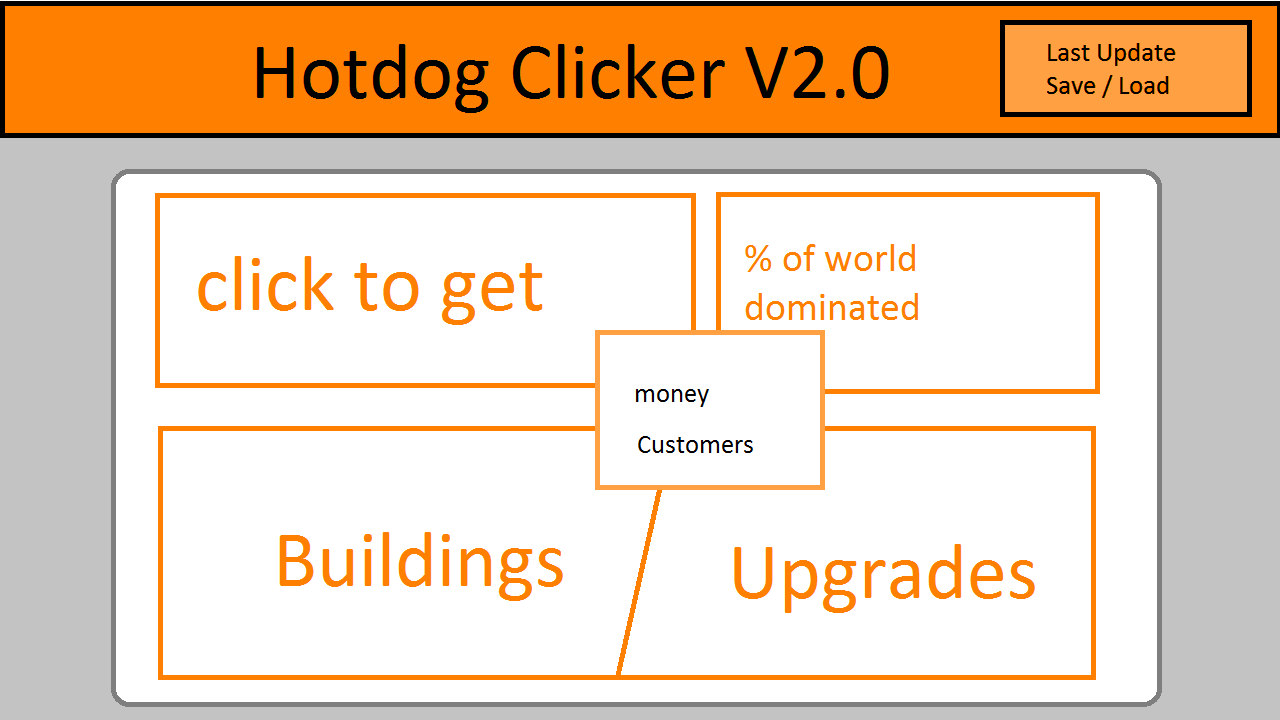 Hotdog Clicker V2.0
Last Update
Save / Load
click to get
% of world
dominated
money
Customers
Buildings
Upgrades